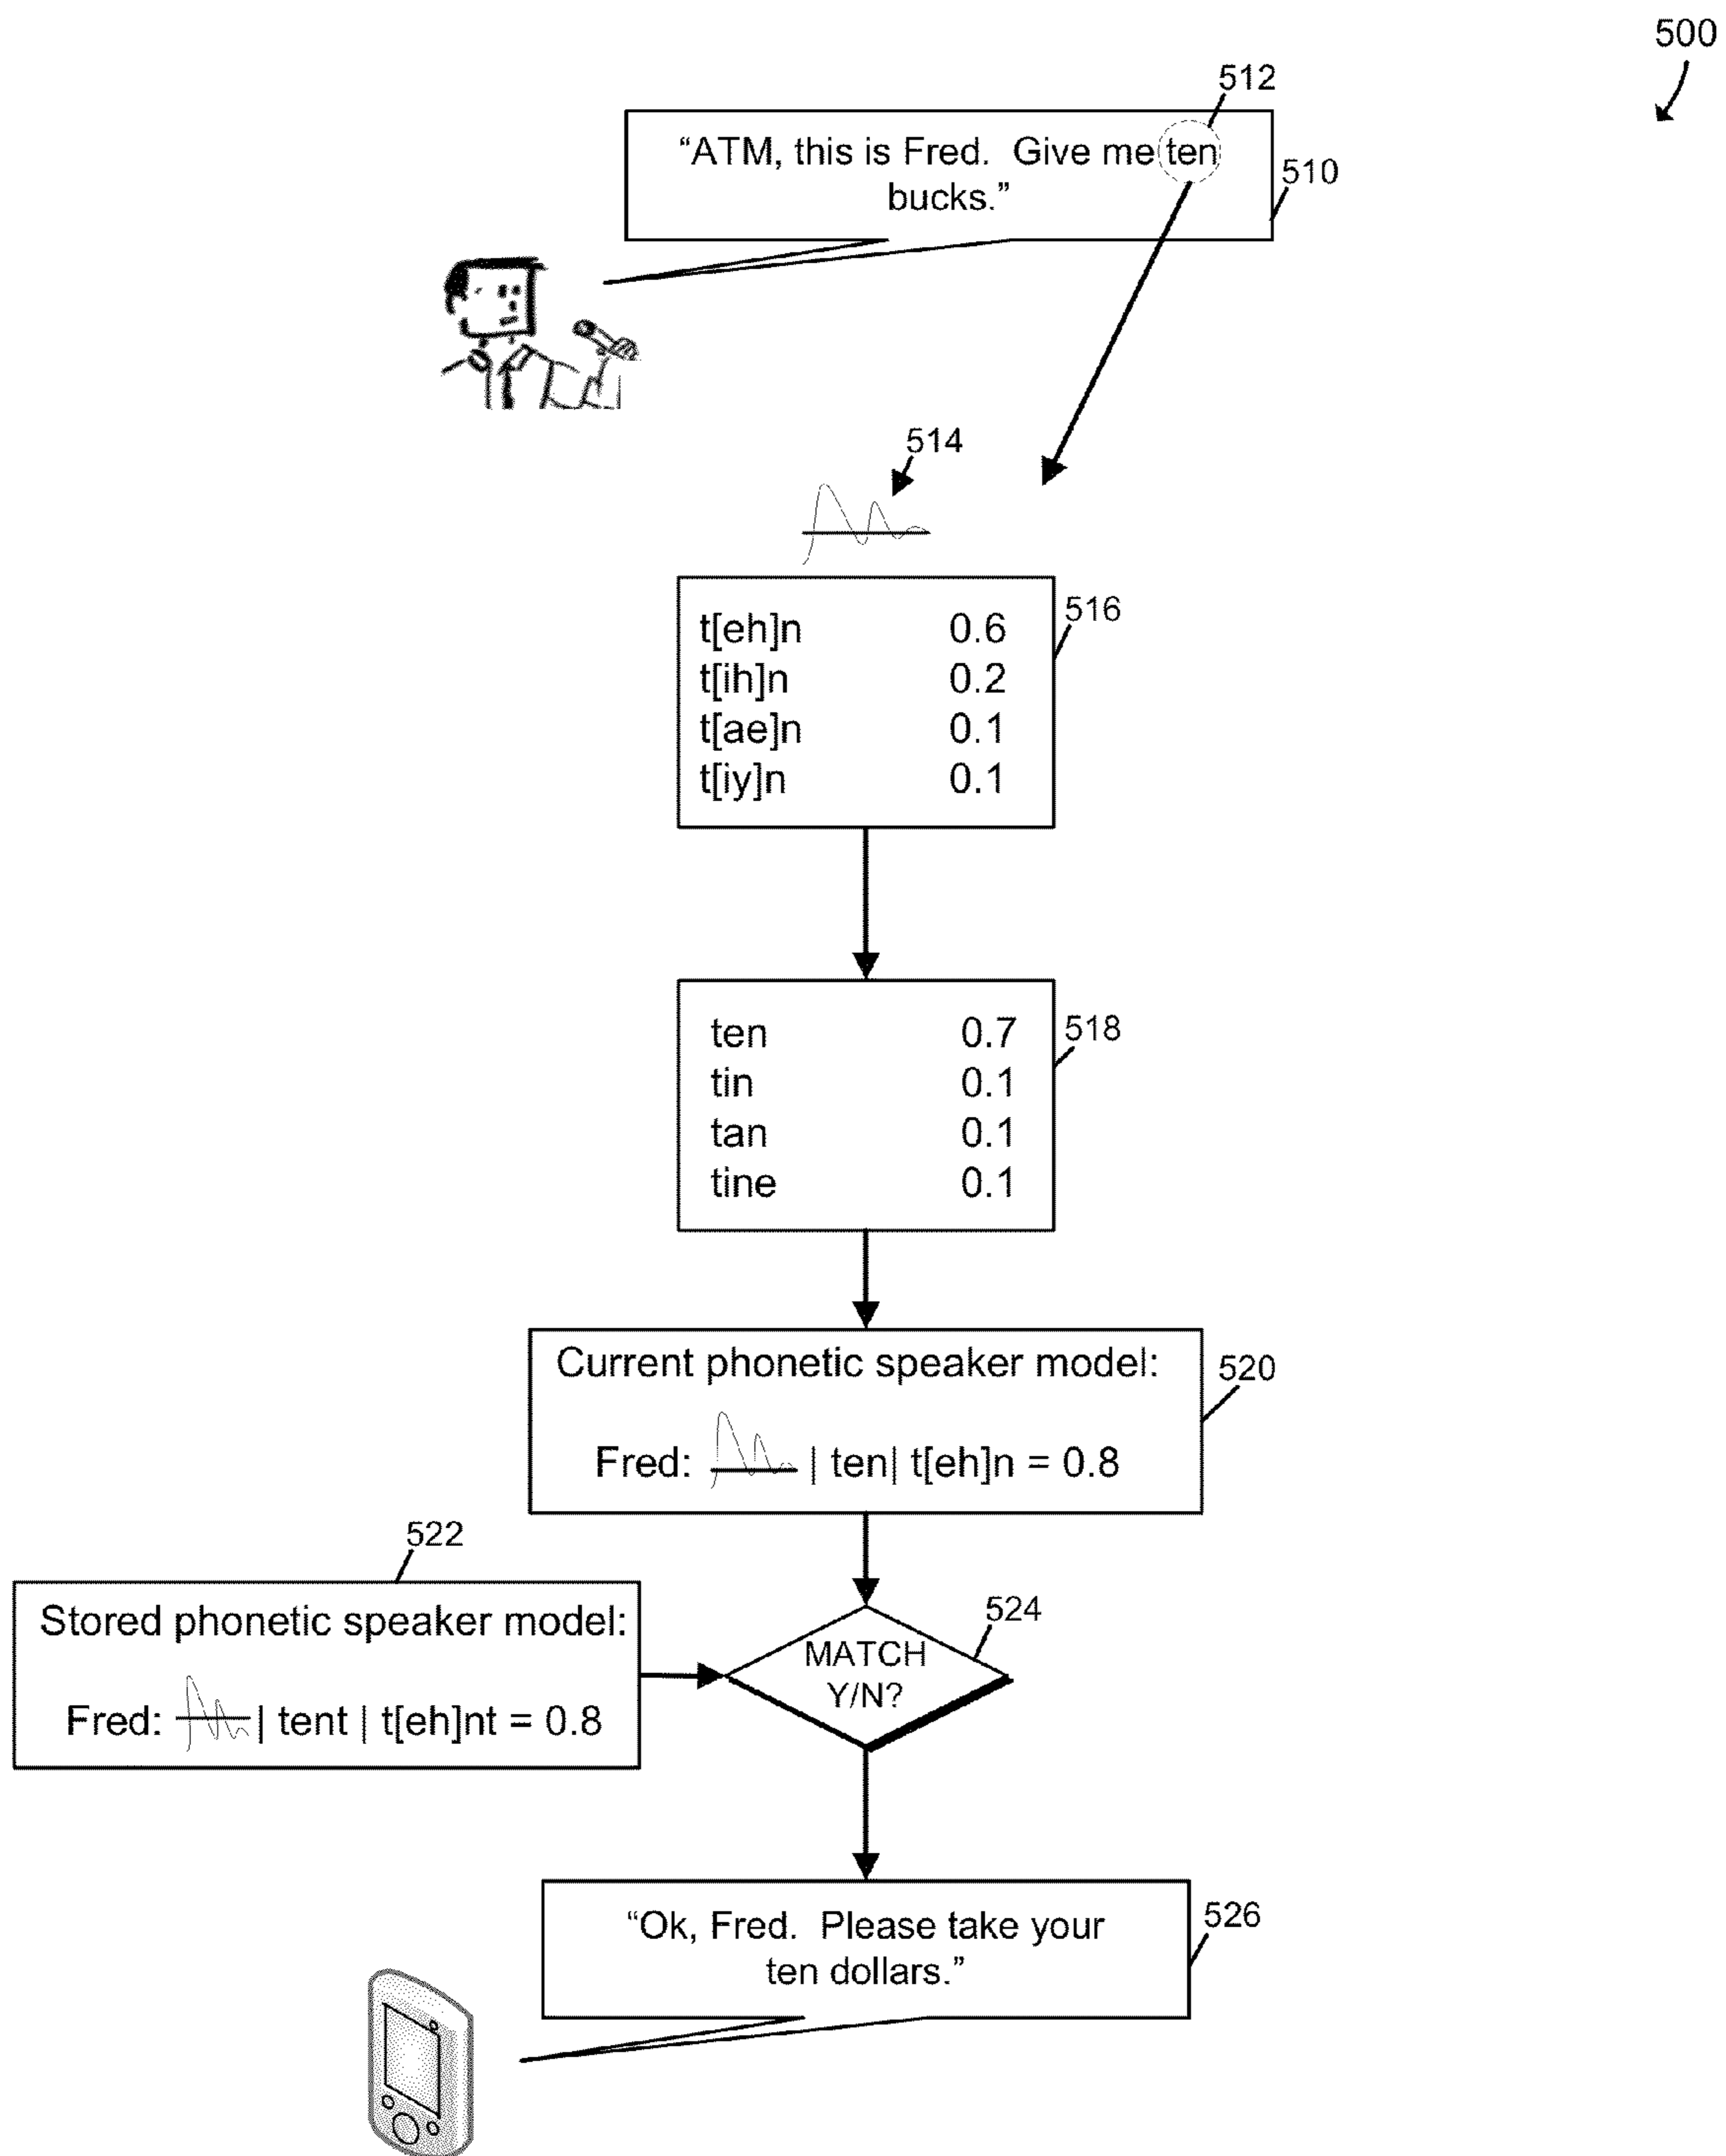 500
512
“ATM, this is Fred. Give me ten
bucks.”
510
514
516
t[eh]n 0.6
t[ih]n 0.2
t[ae]n 0.1
t[iy]n 0.1
518
ten 0.7
tin 0.1
tan 0.1
tine 0.1
Current phonetic speaker model:
520
Fred: | ten| t[eh]n = 0.8
522
Stored phonetic speaker model:
Fred: | tent | t[eh]nt = 0.8
524
MATCH
Y/N?
“Ok, Fred. Please take your
ten dollars.”
526